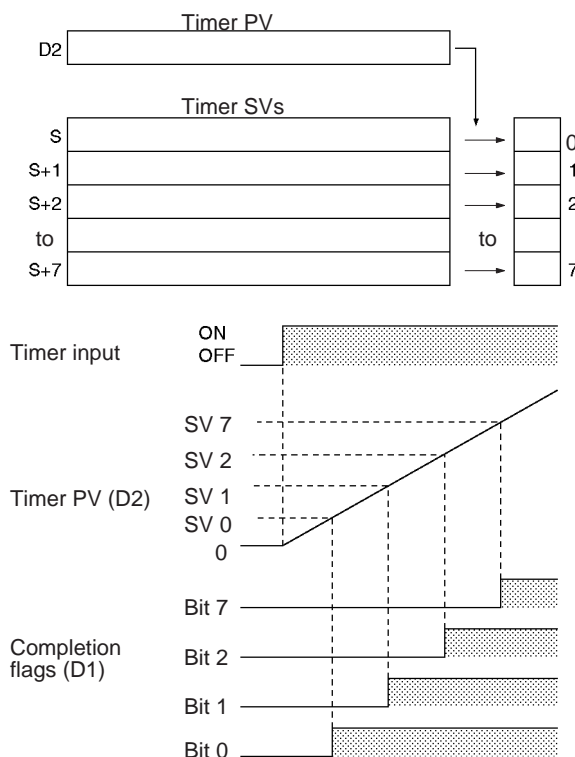 Timer PV
D2
Timer SVs
S 0
S+1 1
S+2 2
to to
S+7 7
ON
Timer input OFF
SV 7
SV 2
SV 1
Timer PV (D2)
SV 0
0
Bit 7
Completion
flags (D1)
Bit 2
Bit 1
Bit 0